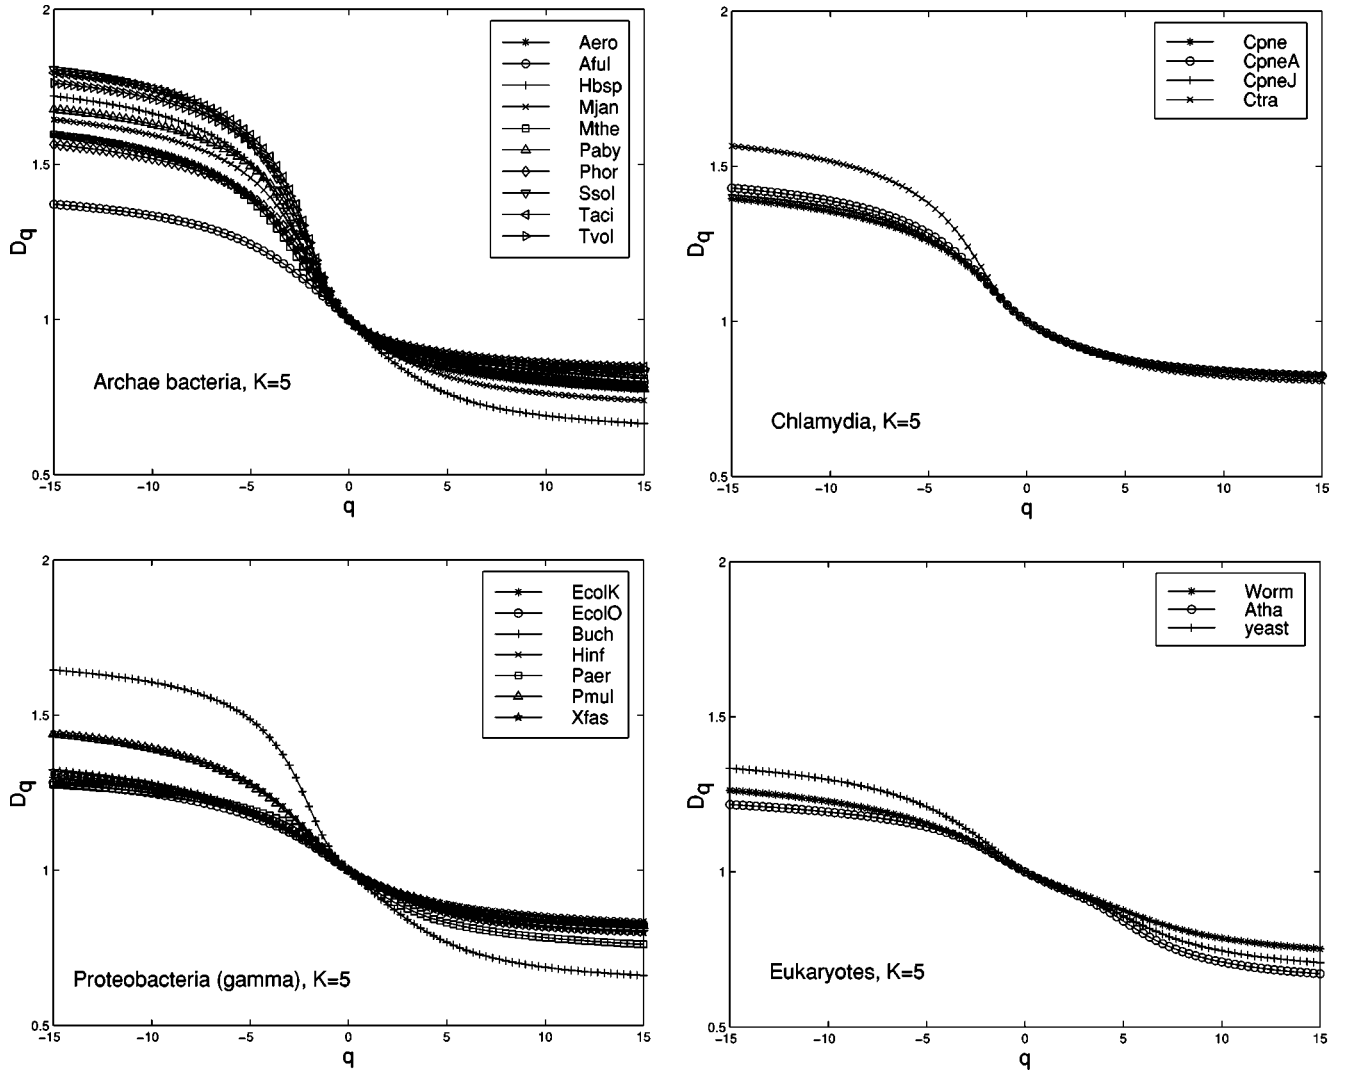 2
1.5
1
0.5
Dq
Aero
Aful
Hbsp
Mjan
Mthe
Paby
Phor
Ssol
Taci
Tvol
Archae bacteria, K=5
−15 −10 −5 0 5 10 15
q
2
1.5
1
0.5
Dq
Cpne
CpneA
CpneJ
Ctra
Chlamydia, K=5
−15 −10 −5 0 5 10 15
q
2
1.5
1
0.5
Dq
EcolK
EcolO
Buch
Hinf
Paer
Pmul
Xfas
Proteobacteria (gamma), K=5
−15 −10 −5 0 5 10 15
q
2
1.5
1
0.5
Dq
Worm
Atha
yeast
Eukaryotes, K=5
−15 −10 −5 0 5 10 15
q